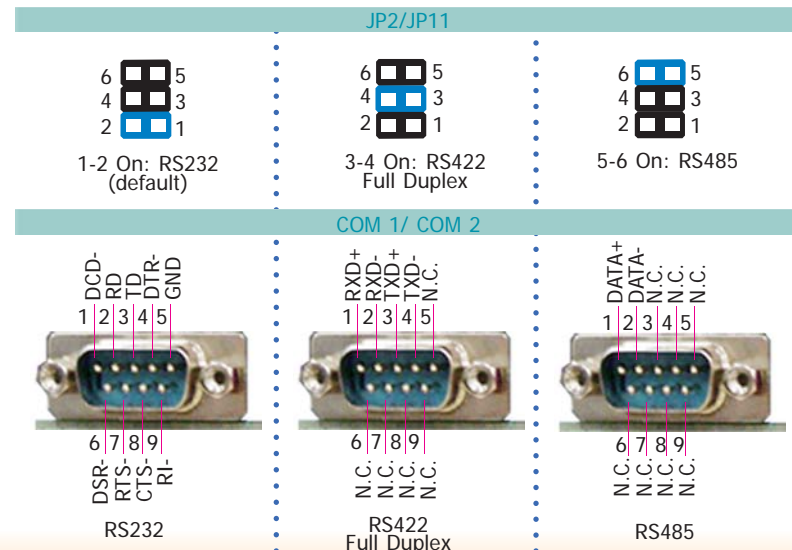 JP2/JP11
6 5
4 3
2 1
1-2 On: RS232
(default)
6 5
4 3
2 1
3-4 On: RS422
Full Duplex
6 5
4 3
2 1
5-6 On: RS485
COM 1/ COM 2
DCD-
RD
TD
DTR-
GND
1 2 3 4 5
6 7 8 9
DSR-
RTS-
CTS-
RI-
RS232
RXD+
RXD-
TXD+
TXD-
N.C.
1 2 3 4 5
6 7 8 9
N.C.
N.C.
N.C.
N.C.
RS422
Full Duplex
DATA+
DATA-
N.C.
N.C.
N.C.
1 2 3 4 5
6 7 8 9
N.C.
N.C.
N.C.
N.C.
RS485